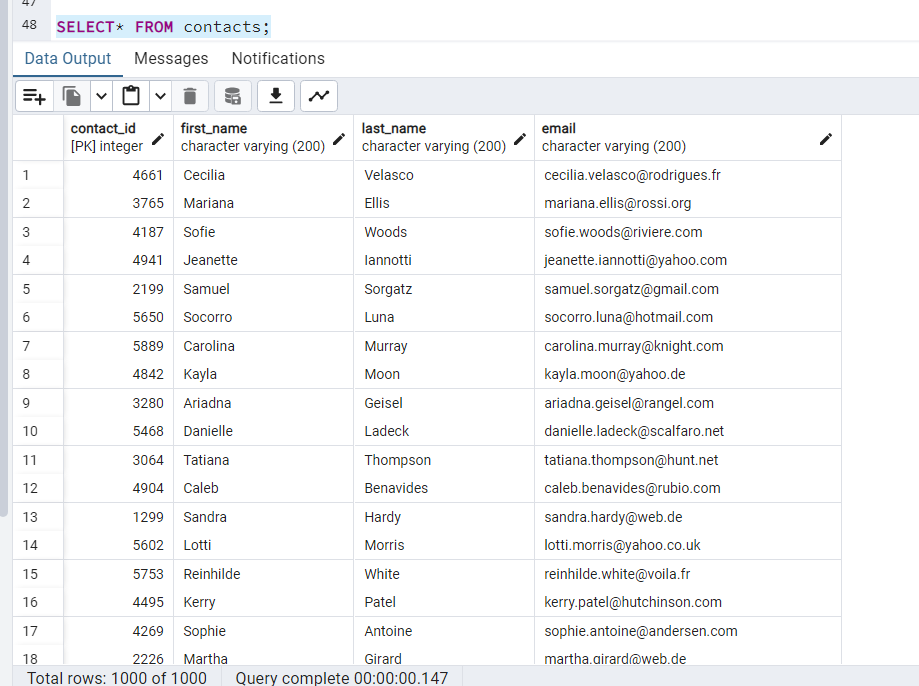 47
48 SELECT* FROM contacts;
Data Output Messages Notifications
contact_id first_name last_name email
[PK] integer character varying (200) character varying (200) character varying (200)
1 4661 Cecilia Velasco cecilia.velasco@rodrigues.fr
2 3765 Mariana Ellis mariana.ellis@rossi.org
3 4187 Sofie Woods sofie.woods@riviere.com
4 4941 Jeanette Iannotti jeanette.iannotti@yahoo.com
5 2199 Samuel Sorgatz samuel.sorgatz@gmail.com
6 5650 Socorro Luna socorro.luna@hotmail.com
7 5889 Carolina Murray carolina.murray@knight.com
8 4842 Kayla Moon kayla.moon@yahoo.de
9 3280 Ariadna Geisel ariadna.geisel@rangel.com
10 5468 Danielle Ladeck danielle.ladeck@scalfaro.net
11 3064 Tatiana Thompson tatiana.thompson@hunt.net
12 4904 Caleb Benavides caleb.benavides@rubio.com
13 1299 Sandra Hardy sandra.hardy@web.de
14 5602 Lotti Morris lotti.morris@yahoo.co.uk
15 5753 Reinhilde White reinhilde.white@voila.fr
16 4495 Kerry Patel kerry.patel@hutchinson.com
17 4269 Sophie Antoine sophie.antoine@andersen.com
18 2226 Martha Girard martha.girard@web.de
Total rows: 1000 of 1000 Query complete 00:00:00.147